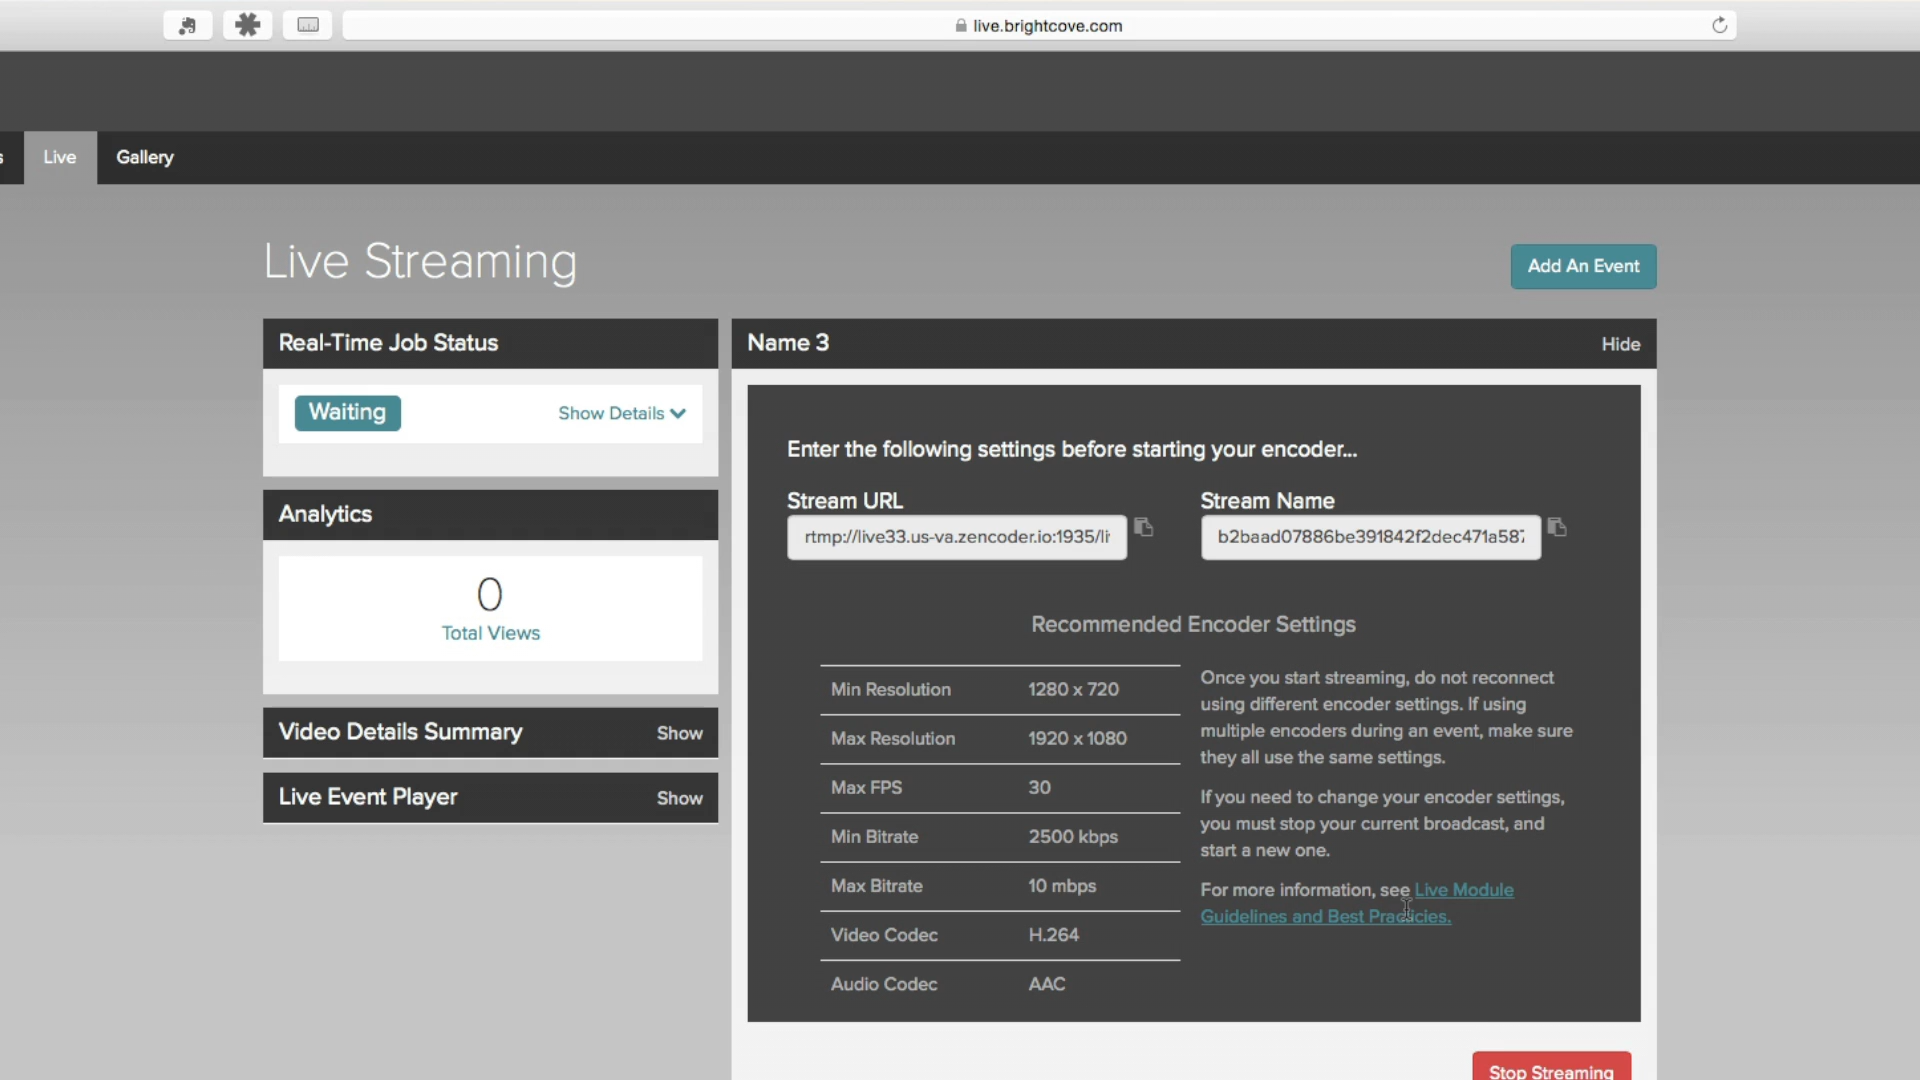 live.brightcove.com
Live
Gallery
Live Streaming
Add An Event
Real-Time Job Status
Waiting
Show Details
Analytics
0
Total Views
Video Details Summary
Show
Live Event Player
Show
Name 3
Hide
Enter the following settings before starting your encoder...
Stream URL
rtmp://live33.us-va.zencoder.io:1935/li
Stream Name
b2baad07886be391842f2dec471a587
Recommended Encoder Settings
Min Resolution 1280 x 720
Max Resolution 1920 x 1080
Max FPS 30
Min Bitrate 2500 kbps
Max Bitrate 10 mbps
Video Codec H.264
Audio Codec AAC
Once you start streaming, do not reconnect
using different encoder settings. If using
multiple encoders during an event, make sure
they all use the same settings.
If you need to change your encoder settings,
you must stop your current broadcast, and
start a new one.
For more information, see Live Module
Guidelines and Best Practicies.
Stop Streaming